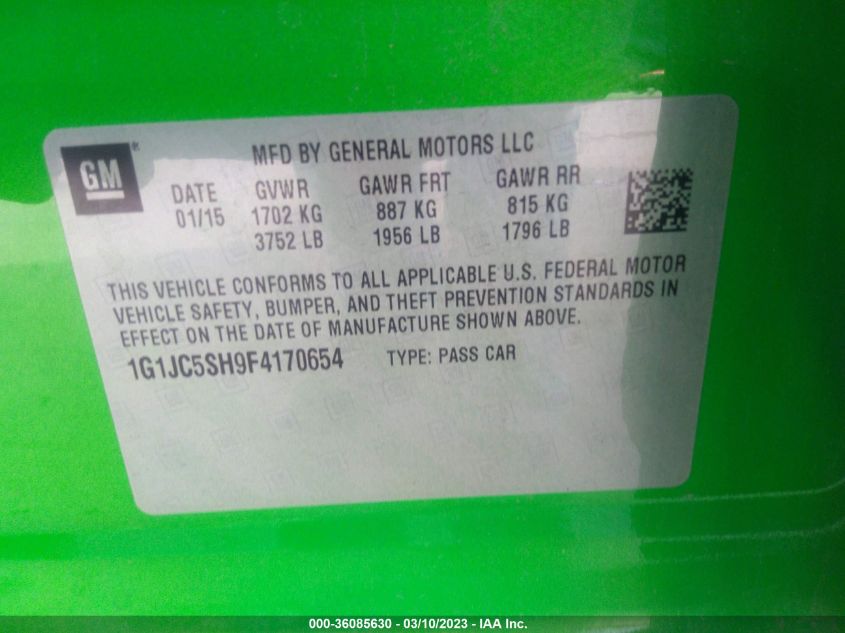 GM ®
MFD BY GENERAL MOTORS LLC
DATE GVWR GAWR FRT GAWR RR
01/15 1702 KG 887 KG 815 KG
3752 LB 1956 LB 1796 LB
THIS VEHICLE CONFORMS TO ALL APPLICABLE U.S. FEDERAL MOTOR
VEHICLE SAFETY, BUMPER, AND THEFT PREVENTION STANDARDS IN
EFFECT ON THE DATE OF MANUFACTURE SHOWN ABOVE.
1G1JC5SH9F4170654 TYPE: PASS CAR
000-36085630 - 03/10/2023 - IAA Inc.